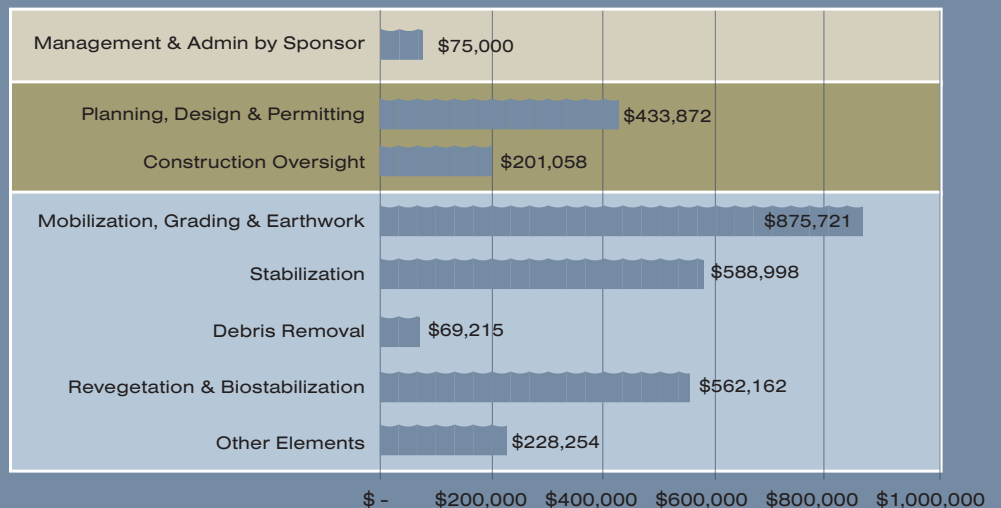 Management & Admin by Sponsor $75,000
Planning, Design & Permitting $433,872
Construction Oversight $201,058
Mobilization, Grading & Earthwork $875,721
Stabilization $588,998
Debris Removal $69,215
Revegetation & Biostabilization $562,162
Other Elements $228,254
$ - $200,000 $400,000 $600,000 $800,000 $1,000,000